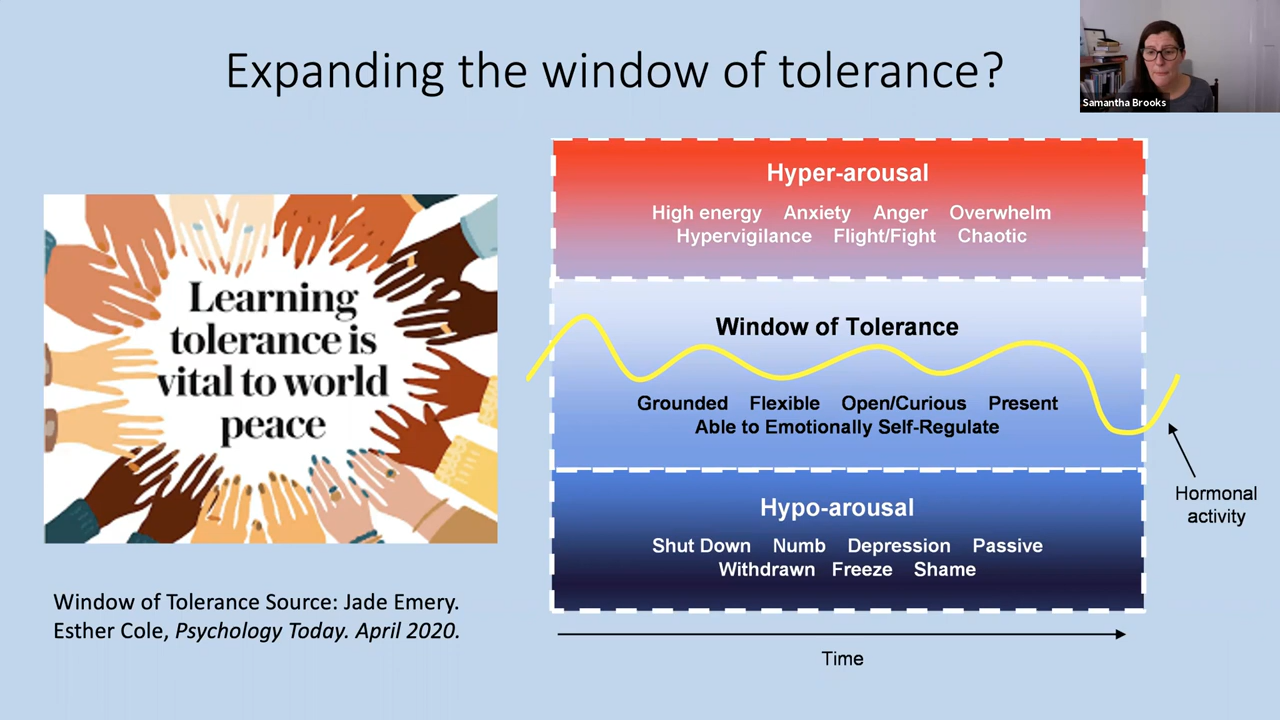 Expanding the window of tolerance?
Samantha Brooks
Learning
tolerance is
vital to world
peace
Window of Tolerance Source: Jade Emery.
Esther Cole, Psychology Today. April 2020.
Hyper-arousal
High energy Anxiety Anger Overwhelm
Hypervigilance Flight/Fight Chaotic
Window of Tolerance
Grounded Flexible Open/Curious Present
Able to Emotionally Self-Regulate
Hypo-arousal
Shut Down Numb Depression Passive
Withdrawn Freeze Shame
Hormonal
activity
Time